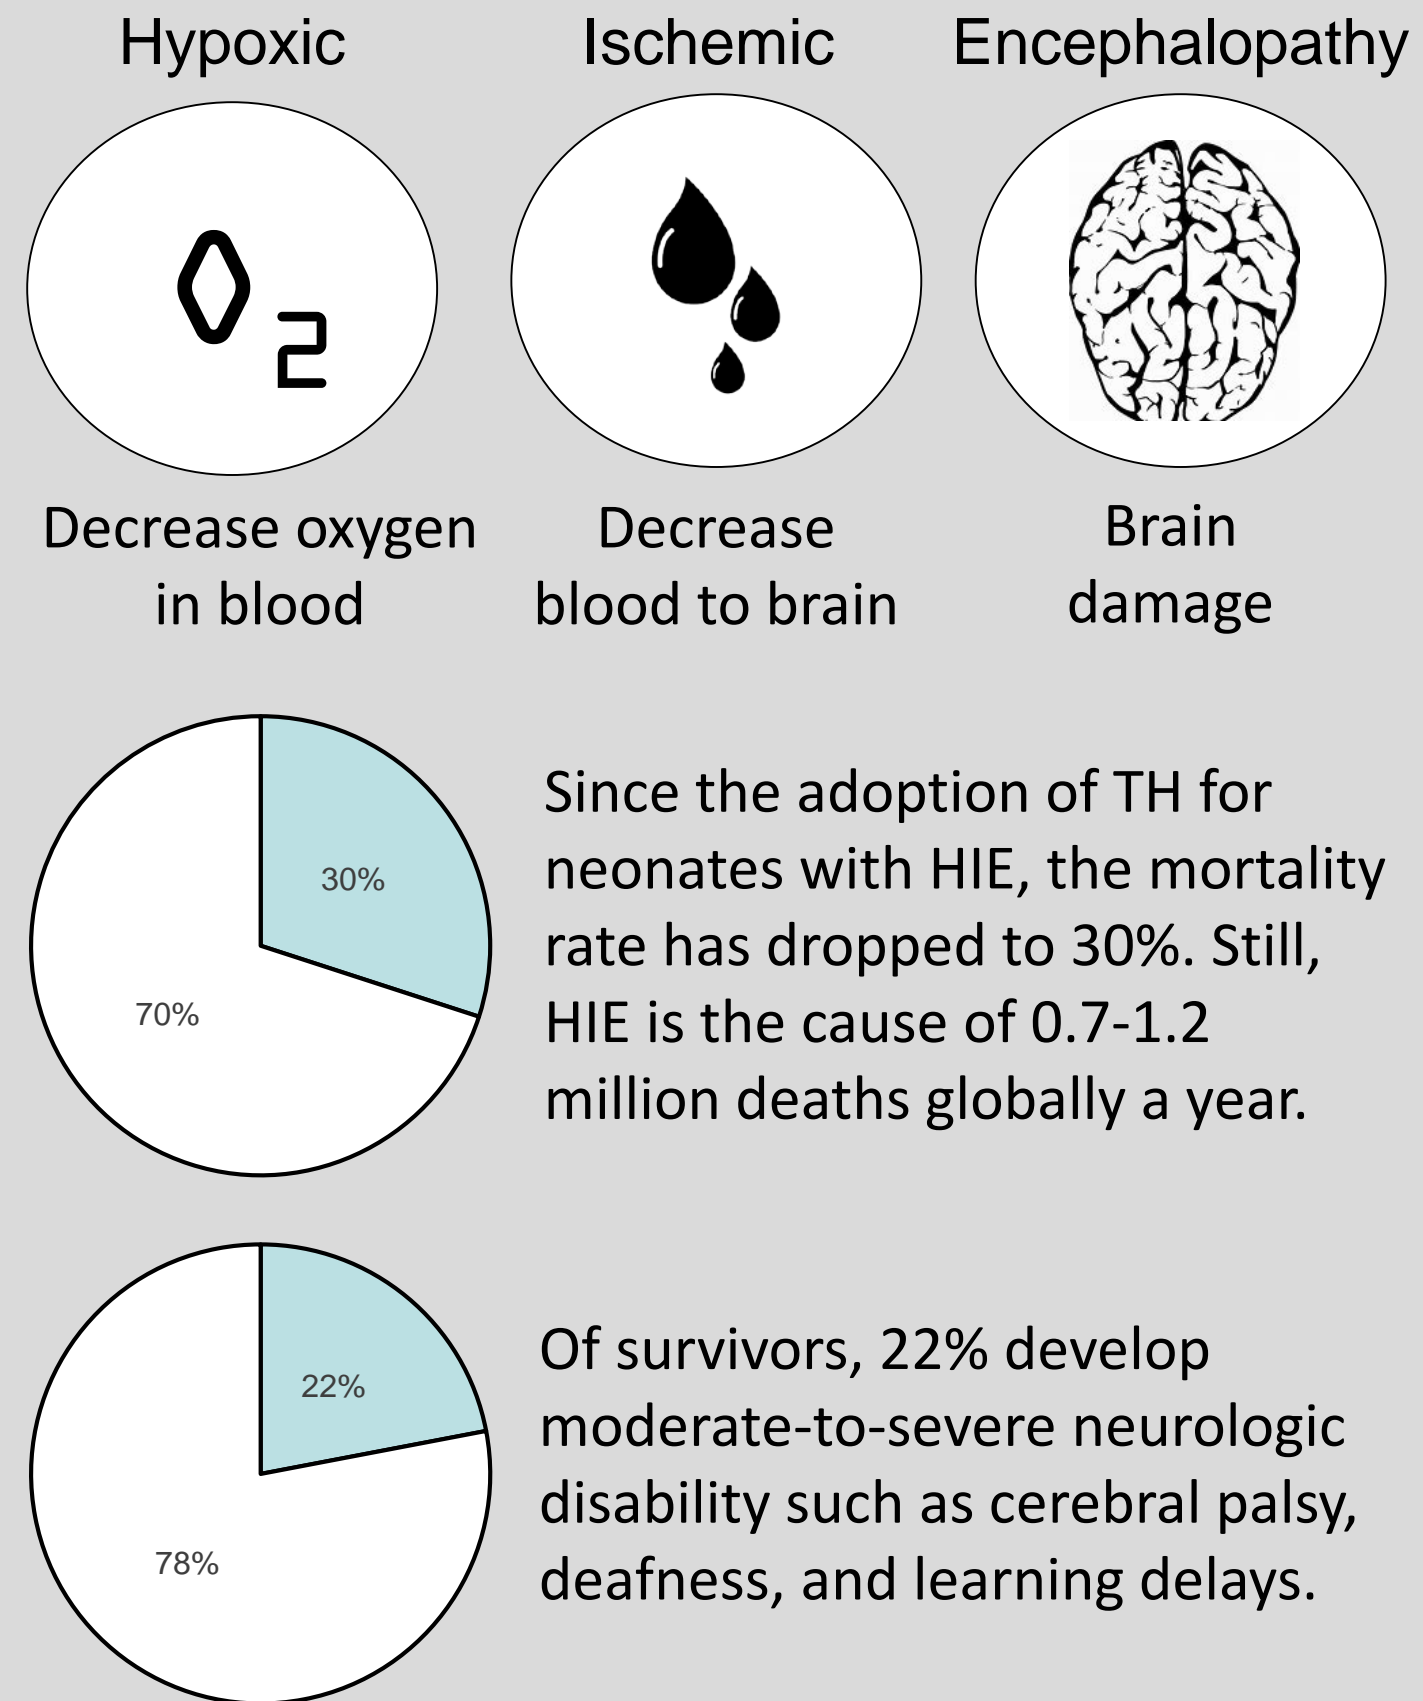 Hypoxic
Ischemic
Encephalopathy
O2
Decrease oxygen
in blood
Decrease
blood to brain
Brain
damage
30%
70%
Since the adoption of TH for
neonates with HIE, the mortality
rate has dropped to 30%. Still,
HIE is the cause of 0.7-1.2
million deaths globally a year.
22%
78%
Of survivors, 22% develop
moderate-to-severe neurologic
disability such as cerebral palsy,
deafness, and learning delays.